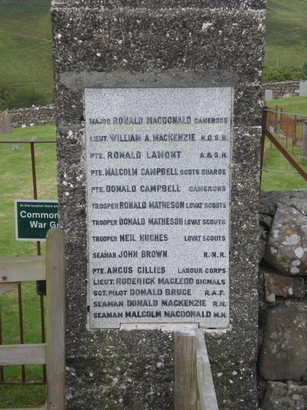 MAJOR RONALD MACDONALD CAMERONS
LIEUT. WILLIAM A. MACKENZIE K.O.S.B.
PTE. RONALD LAMONT A.& S.H.
PTE. MALCOLM CAMPBELL SCOTS GUARDS
PTE. DONALD CAMPBELL CAMERONS
TROOPER RONALD MATHESON LOVAT SCOUTS
TROOPER DONALD MATHESON LOVAT SCOUTS
TROOPER NEIL HUGHES LOVAT SCOUTS
SEAMAN JOHN BROWN R.N.R.
PTE. ANGUS GILLIES LABOUR CORPS
LIEUT. RODERICK MACLEOD SIGNALS
SGT. PILOT DONALD BRUCE R.A.F.
SEAMAN DONALD MACKENZIE R.N.
SEAMAN MALCOLM MACDONALD M.N.
Common
War G